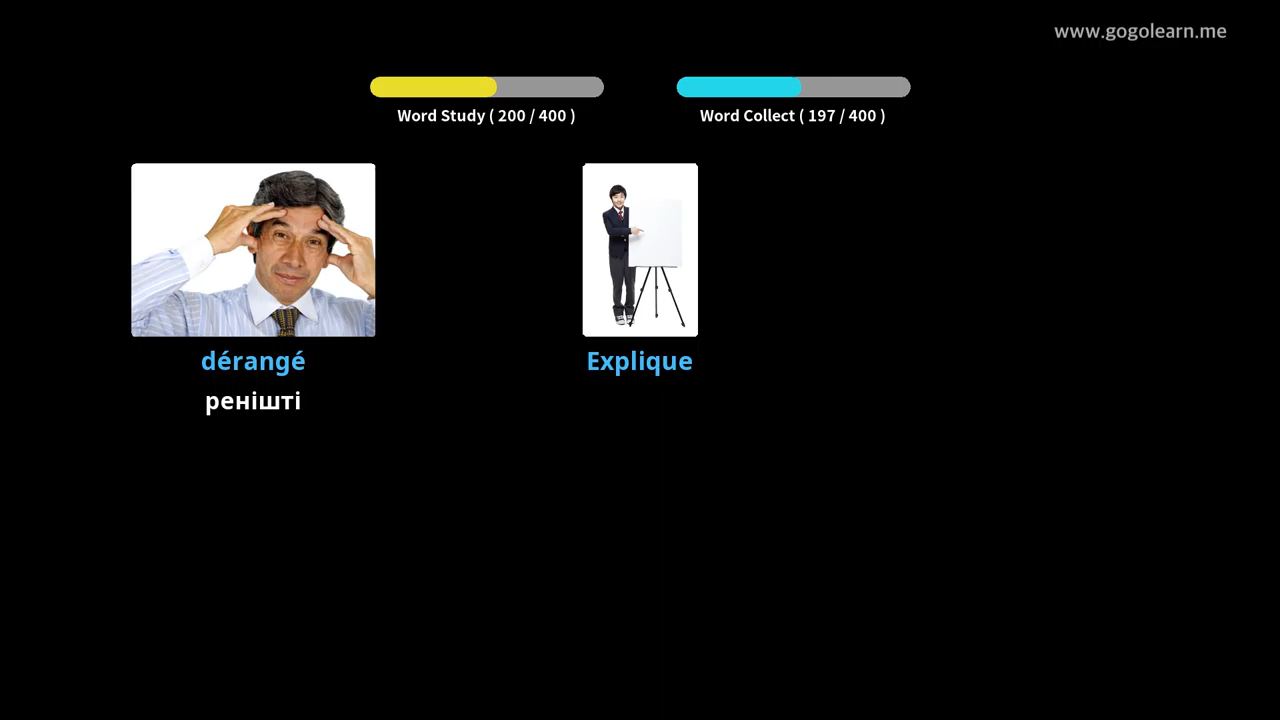 www.gogolearn.me
Word Study ( 200 / 400 )
Word Collect ( 197 / 400 )
dérangé
Explique
ренішті